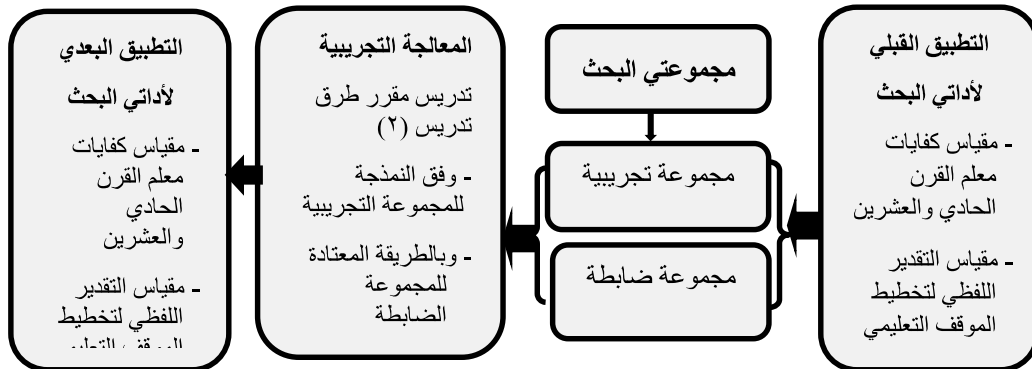 التطبيق القبلي
لأداتي البحث
- مقياس كفايات
معلم القرن
الحادي والعشرين
- مقياس التقدير
اللفظي لتخطيط
الموقف التعليمي
مجموعتي البحث
مجموعة تجريبية
مجموعة ضابطة
المعالجة التجريبية
تدريس مقرر طرق
تدريس (٢)
- وفق النمذجة
للمجموعة التجريبية
- وبالطريقة المعتادة
للمجموعة
الضابطة
التطبيق البعدي
لأداتي البحث
- مقياس كفايات
معلم القرن
الحادي
والعشرين
- مقياس التقدير
اللفظي لتخطيط